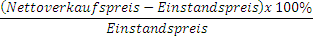 (Nettoverkaufspreis − Einstandspreis)x 100%
Einstandspreis